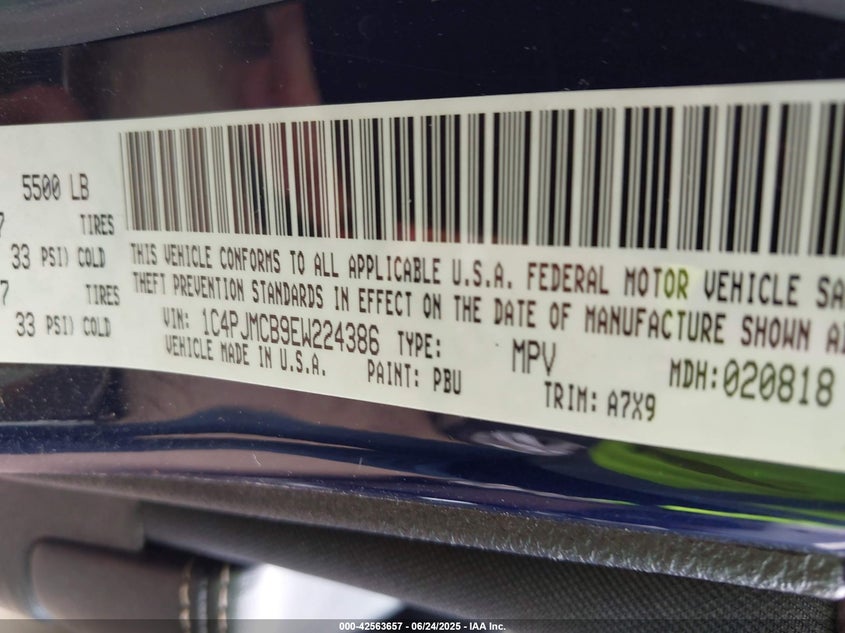 5500 LB
7 TIRES
33 PSI) COLD
7 TIRES
33 PSI) COLD
THIS VEHICLE CONFORMS TO ALL APPLICABLE U.S.A. FEDERAL MOTOR VEHICLE SA
THEFT PREVENTION STANDARDS IN EFFECT ON THE DATE OF MANUFACTURE SHOWN A
VIN: 1C4PJMCB9EW224386 TYPE: MPV MDH:020818
VEHICLE MADE IN U.S.A. PAINT: PBU TRIM: A7X9
000-42563657 - 06/24/2025 - IAA Inc.